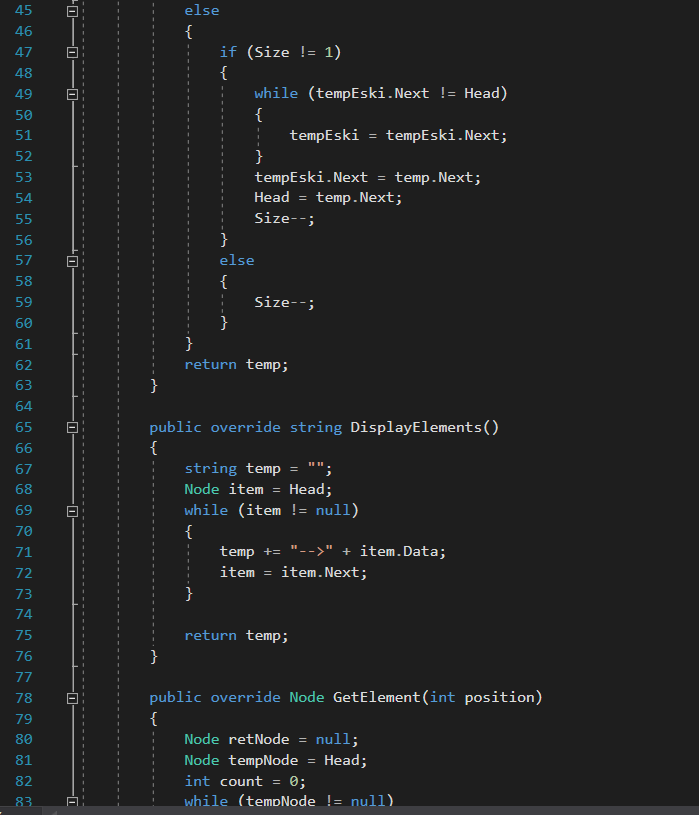 45 else
46 {
47 if (Size != 1)
48 {
49 while (tempEski.Next != Head)
50 {
51 tempEski = tempEski.Next;
52 }
53 tempEski.Next = temp.Next;
54 Head = temp.Next;
55 Size--;
56 }
57 else
58 {
59 Size--;
60 }
61 }
62 return temp;
63 }
64
65 public override string DisplayElements()
66 {
67 string temp = "";
68 Node item = Head;
69 while (item != null)
70 {
71 temp += "-->" + item.Data;
72 item = item.Next;
73 }
74
75 return temp;
76 }
77
78 public override Node GetElement(int position)
79 {
80 Node retNode = null;
81 Node tempNode = Head;
82 int count = 0;
83 while (tempNode != null)